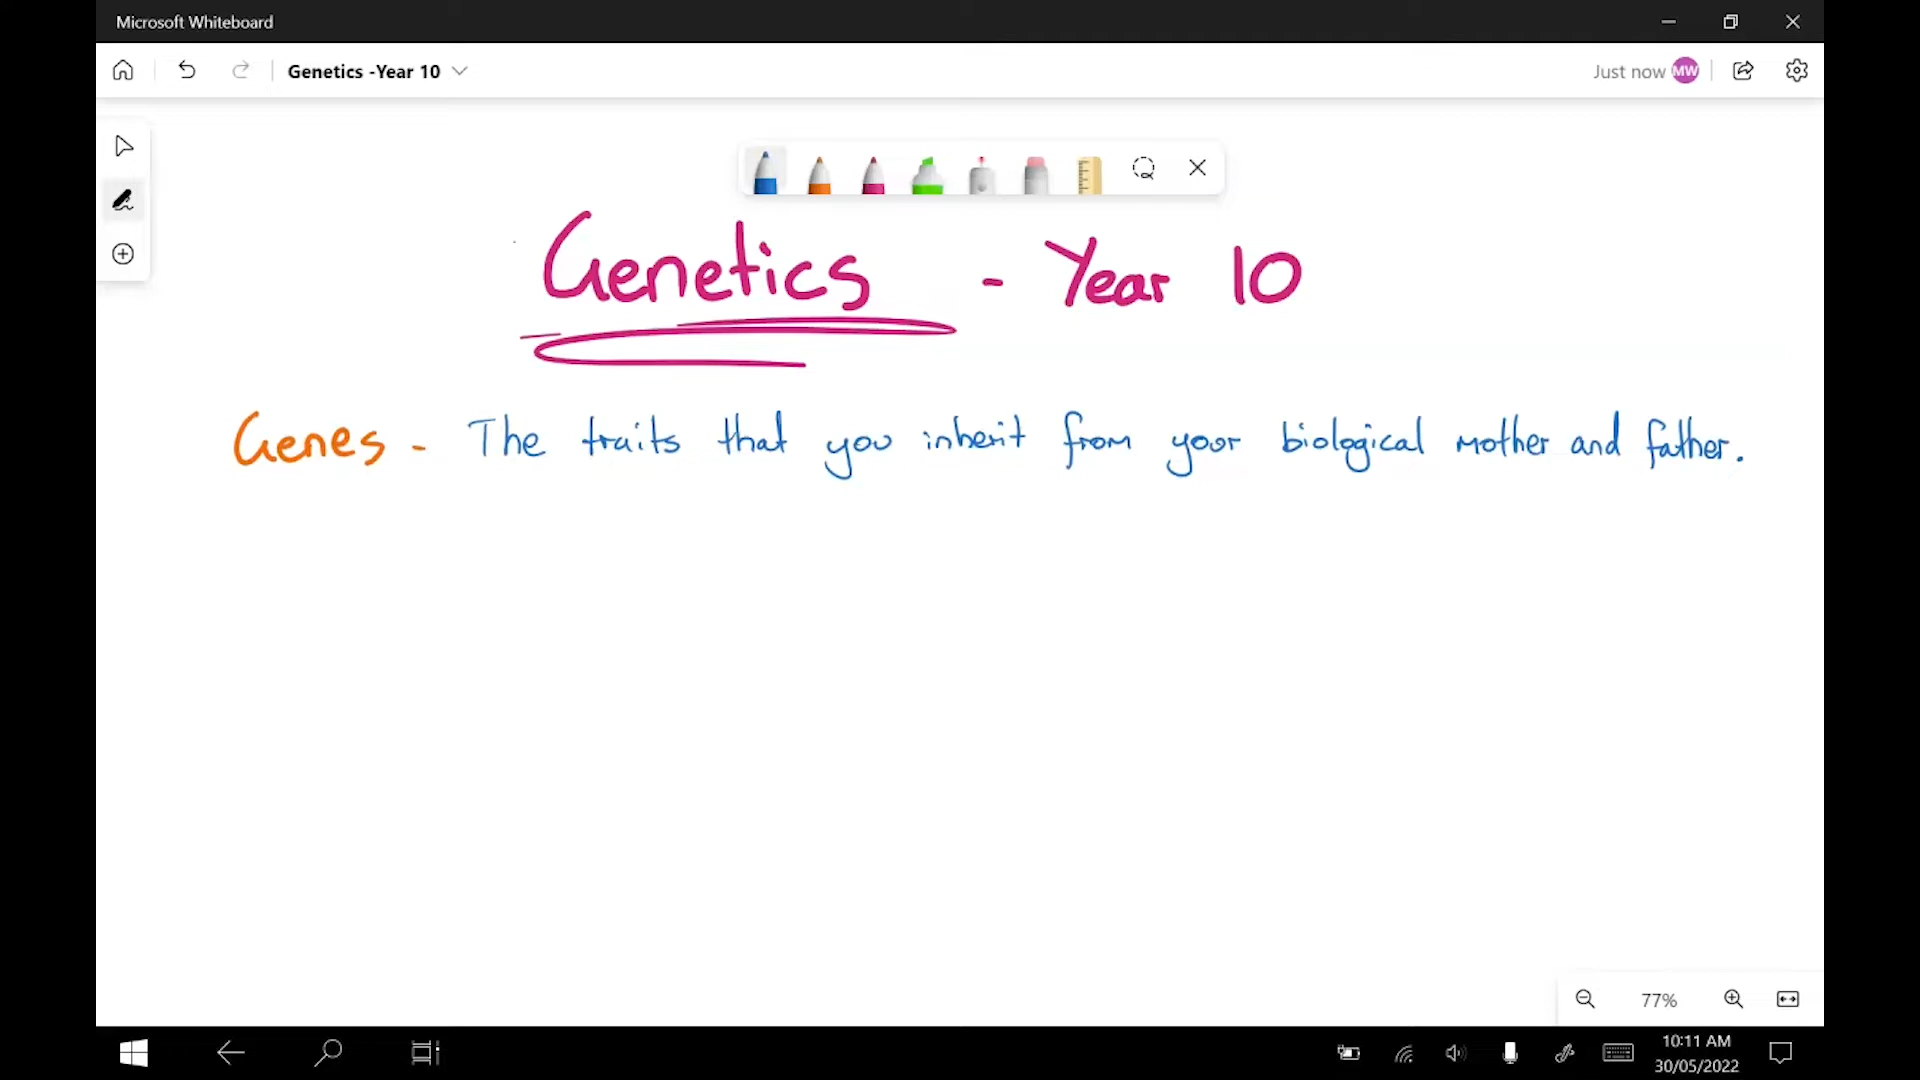 Microsoft Whiteboard
Genetics -Year 10
Just now MW
Genetics - Year 10
Genes - The traits that you inherit from your biological mother and father.
77%
10:11 AM
30/05/2022